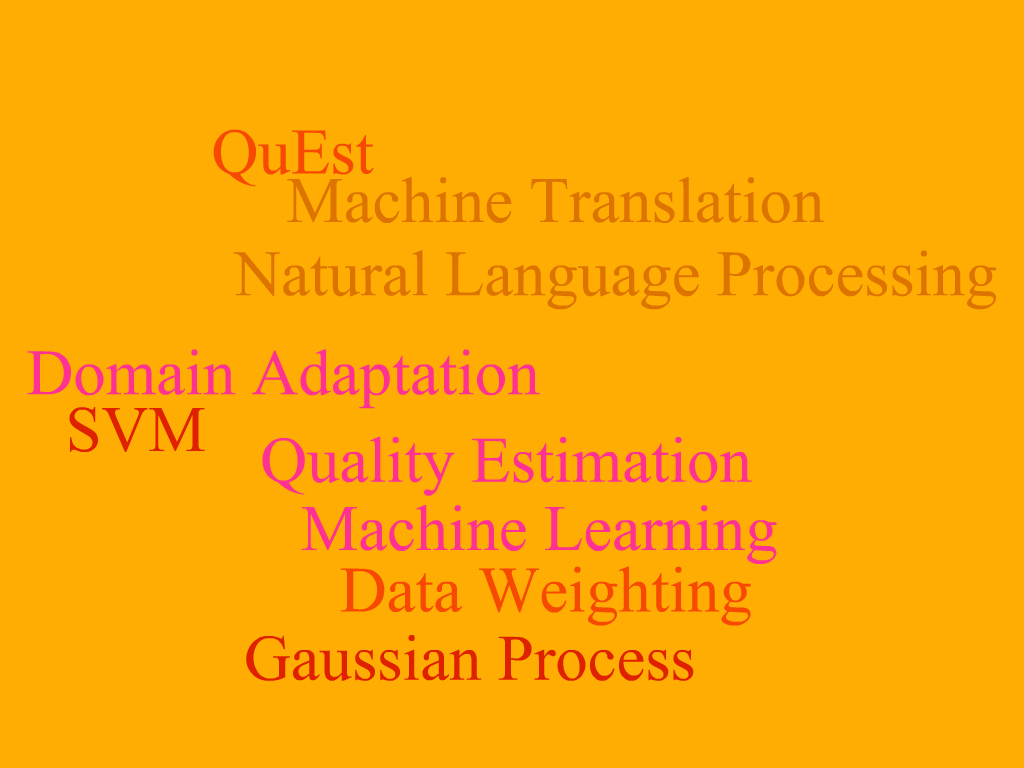 QuEst
Machine Translation
Natural Language Processing
Domain Adaptation
SVM
Quality Estimation
Machine Learning
Data Weighting
Gaussian Process